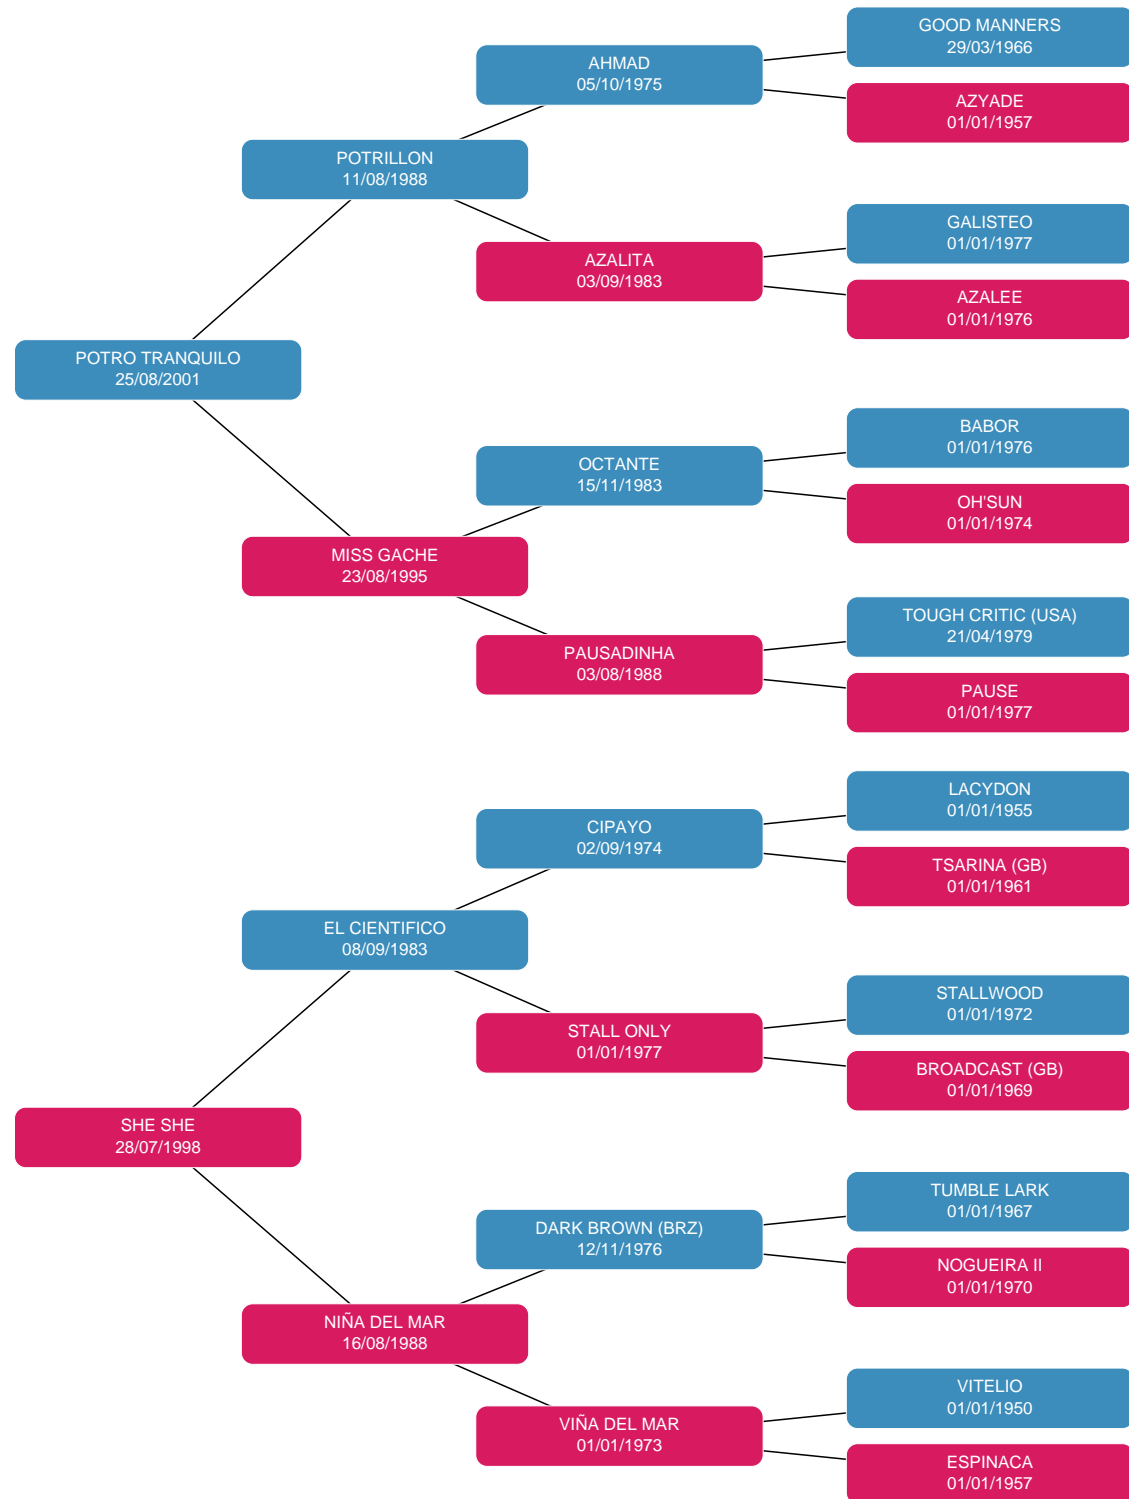 GOOD MANNERS
29/03/1966
AHMAD
05/10/1975
AZYADE
01/01/1957
POTRILLON
11/08/1988
GALISTEO
01/01/1977
AZALITA
03/09/1983
AZALEE
01/01/1976
POTRO TRANQUILO
25/08/2001
BABOR
01/01/1976
OCTANTE
15/11/1983
OH'SUN
01/01/1974
MISS GACHE
23/08/1995
TOUGH CRITIC (USA)
21/04/1979
PAUSADINHA
03/08/1988
PAUSE
01/01/1977
LACYDON
01/01/1955
CIPAYO
02/09/1974
TSARINA (GB)
01/01/1961
EL CIENTIFICO
08/09/1983
STALLWOOD
01/01/1972
STALL ONLY
01/01/1977
BROADCAST (GB)
01/01/1969
SHE SHE
28/07/1998
TUMBLE LARK
01/01/1967
DARK BROWN (BRZ)
12/11/1976
NOGUEIRA II
01/01/1970
NIÑA DEL MAR
16/08/1988
VITELIO
01/01/1950
VIÑA DEL MAR
01/01/1973
ESPINACA
01/01/1957